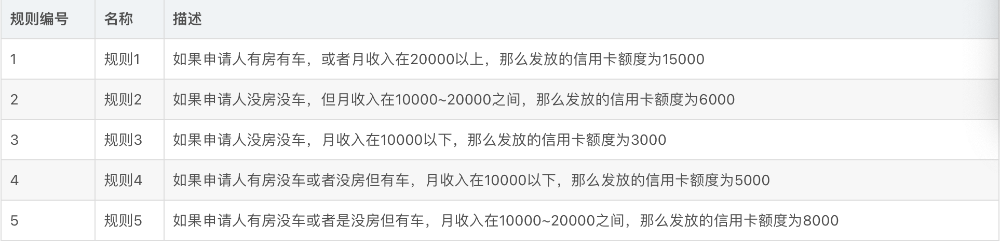 规则编号 名称 描述
1 规则1 如果申请人有房有车，或者月收入在20000以上，那么发放的信用卡额度为15000
2 规则2 如果申请人没房没车，但月收入在10000~20000之间，那么发放的信用卡额度为6000
3 规则3 如果申请人没房没车，月收入在10000以下，那么发放的信用卡额度为3000
4 规则4 如果申请人有房没车或者没房但有车，月收入在10000以下，那么发放的信用卡额度为5000
5 规则5 如果申请人有房没车或者是没房但有车，月收入在10000~20000之间，那么发放的信用卡额度为8000